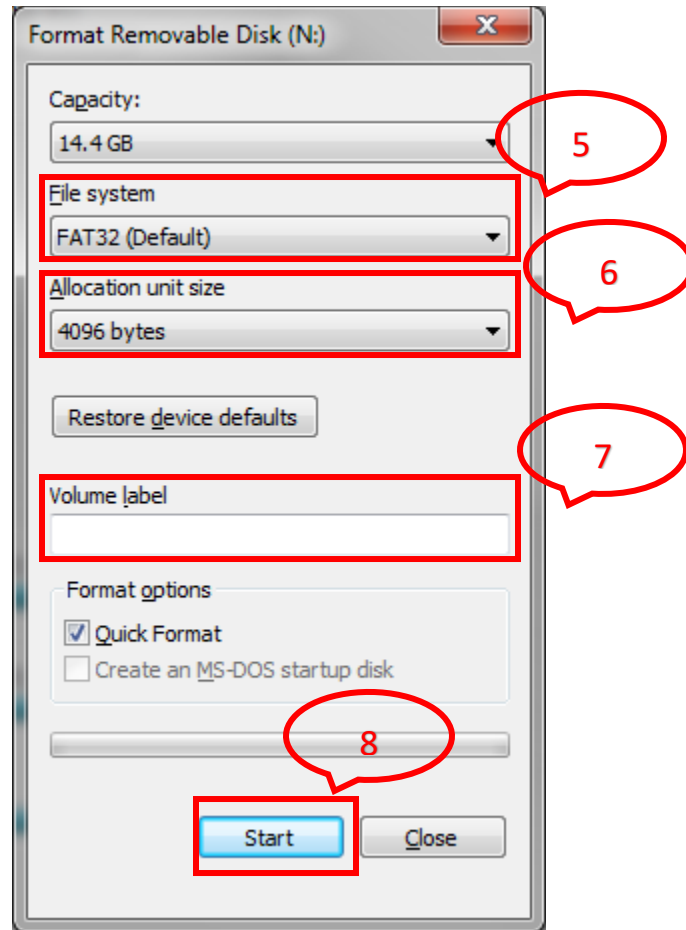 Format Removable Disk (N:)
Capacity:
14.4 GB
5
File system
FAT32 (Default)
6
Allocation unit size
4096 bytes
Restore device defaults
7
Volume label
Format options
Quick Format
Create an MS-DOS startup disk
8
Start
Close